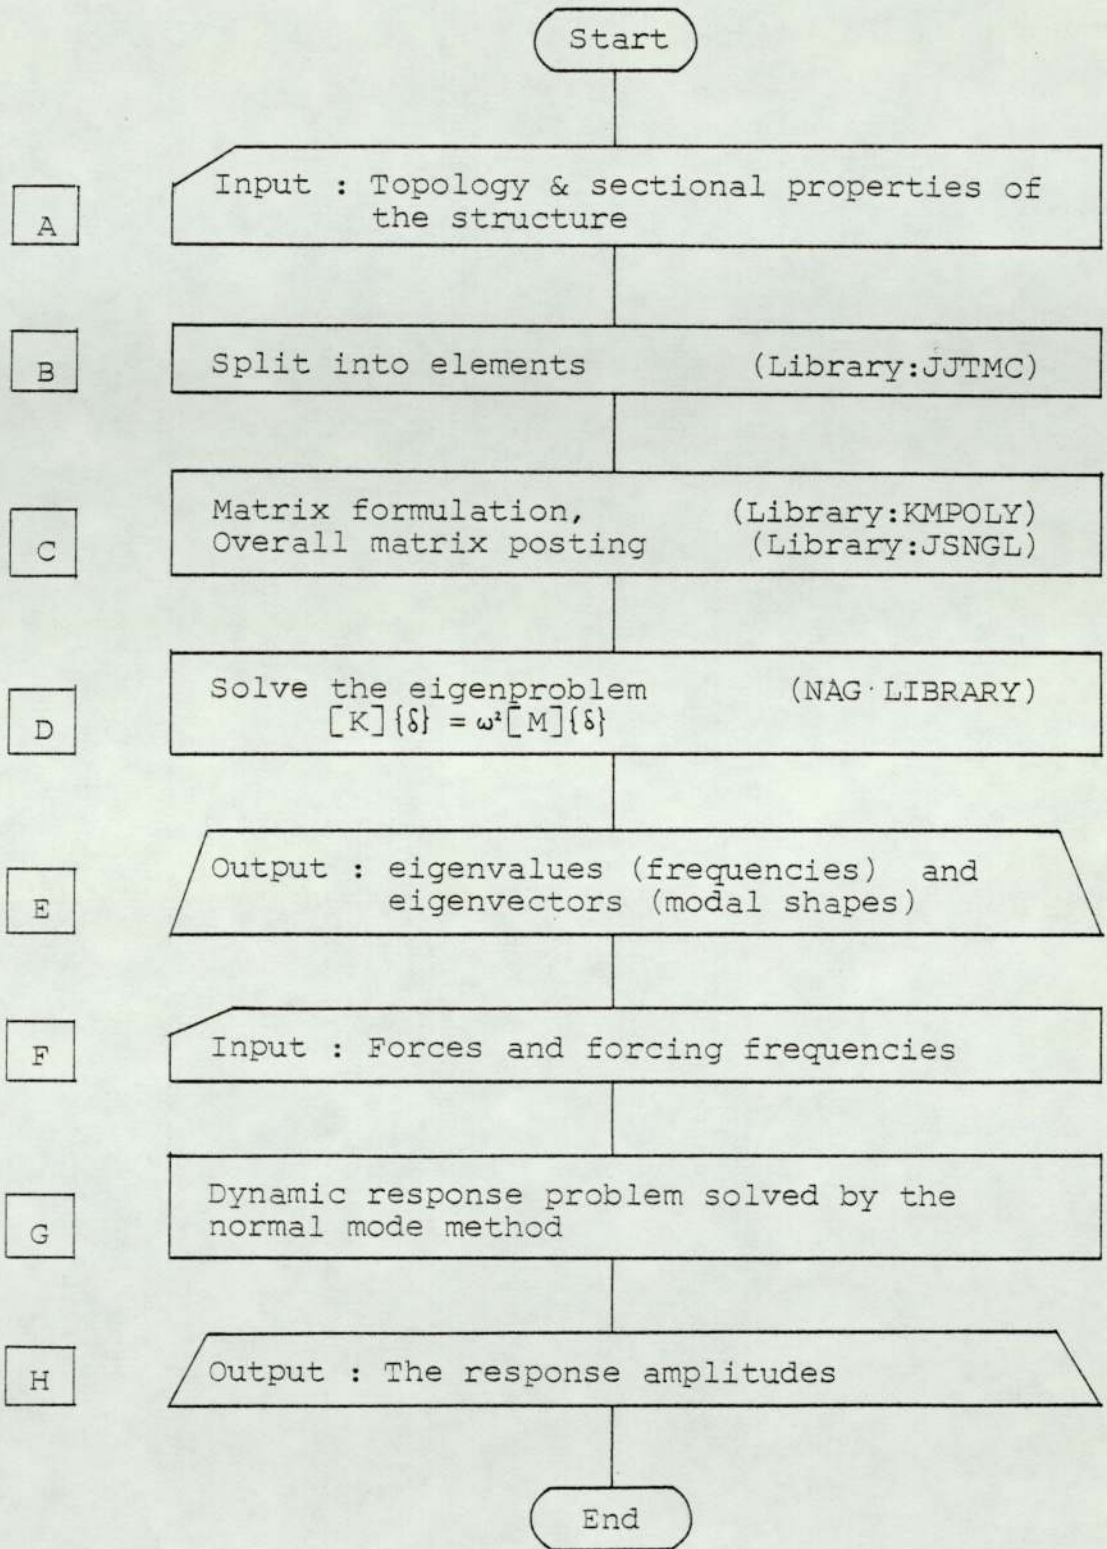 Start
A
Input : Topology & sectional properties of
the structure
B
Split into elements (Library:JJTMC)
C
Matrix formulation, (Library:KMPOLY)
Overall matrix posting (Library:JSNGL)
D
Solve the eigenproblem (NAG LIBRARY)
[K]{δ} = ω²[M]{δ}
E
Output : eigenvalues (frequencies) and
eigenvectors (modal shapes)
F
Input : Forces and forcing frequencies
G
Dynamic response problem solved by the
normal mode method
H
Output : The response amplitudes
End